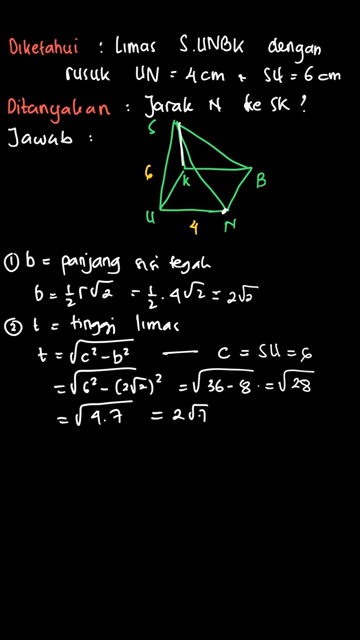 Diketahui : Limas S.UNBK dengan
rusuk UN = 4 cm + SU = 6 cm
Ditanyakan : Jarak N ke SK ?
Jawab :
S
6
K
B
U
4
N
① b = panjang sisi tegah
b = 1/2 r√2 = 1/2 · 4√2 = 2√2
② t = tinggi limas
t = √(c² - b²) — c = SU = 6
= √(6² - (2√2)²) = √(36 - 8) = √28
= √(4.7) = 2√7